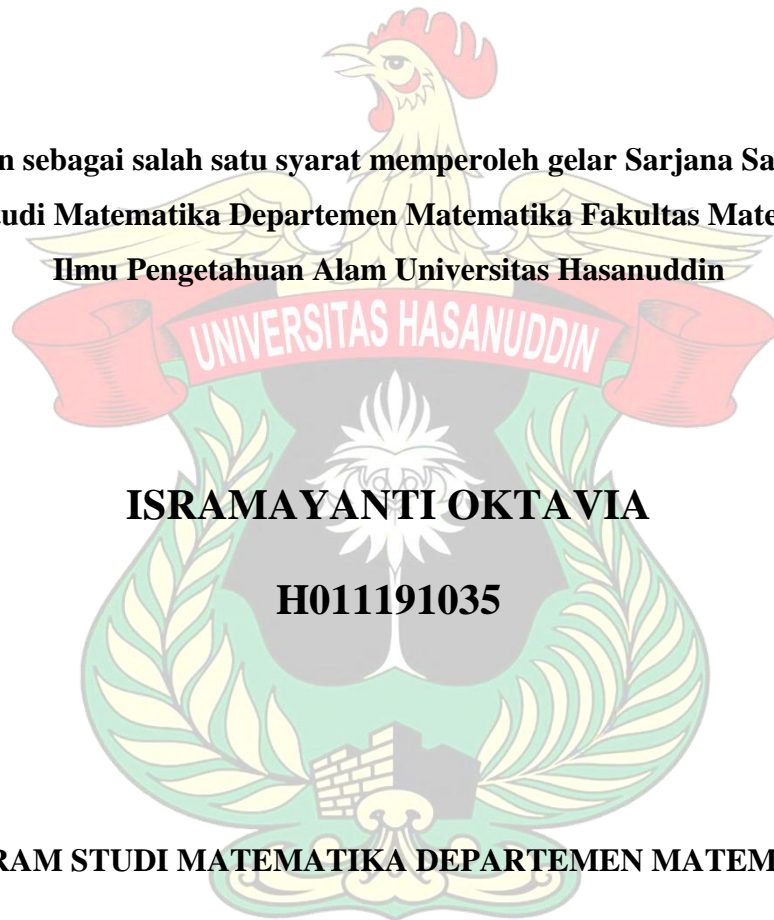 n sebagai salah satu syarat memperoleh gelar Sarjana Sa
udi Matematika Departemen Matematika Fakultas Mate
Ilmu Pengetahuan Alam Universitas Hasanuddin
UNIVERSITAS HASANUDDIN
ISRAMAYANTI OKTAVIA
H011191035
RAM STUDI MATEMATIKA DEPARTEMEN MATEM